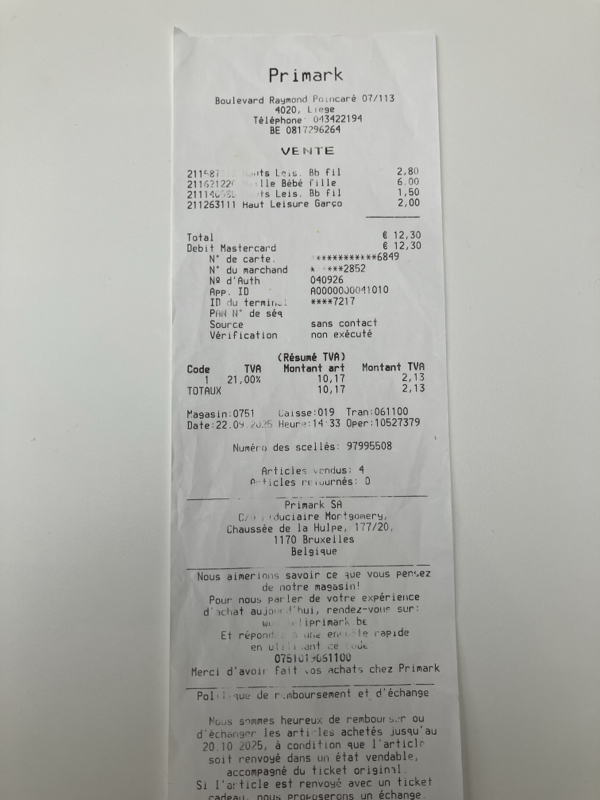 Primark
Boulevard Raymond Poincaré 07/113
4020, Liege
Téléphone 043422194
BE 0817296264
VENTE
Leis. Bb fil 2,80
Bébé fille 6.00
Leis. Bb fil 1,50
211263111 Haut Leisure Garço 2,00
Total € 12,30
Debit Mastercard € 12,30
N° de carte. ***********6849
N° du marchand * ***2852
Nº d'Auth 040926
App. ID A0000000041010
ID du terminal ****7217
PAN N° de séq
Source sans contact
Vérification non exécuté
(Résumé TVA)
Code TVA Montant art Montant TVA
1 21,00% 10,17 2,13
TOTAUX 10,17 2,13
Magasin:0751 Caisse:019 Tran:061100
Date:22.09.2025 Heure:14:33 Oper:10527379
Numéro des scellés: 97995508
Articles vendus: 4
Articles retournés: 0
Primark SA
C/o Fiduciaire Mortgomery,
Chaussée de la Hulpe, 177/20,
1170 Bruxelles
Belgique
Nous aimerions savoir ce que vous pensez
de notre magasin!
Pour nous parler de votre expérience
d'achat aujourd'hui, rendez-vous sur:
Et répondez à une enquête rapide
en utilisant ce code
0751019061100
Merci d'avoir fait vos achats chez Primark
Politique de remboursement et d'échange
Nous sommes heureux de rembourser ou
d'échanger les articles achetés jusqu'au
20.10 2025, à condition que l'article
soit renvoyé dans un état vendable,
accompagné du ticket original.
Si l'article est renvoyé avec un ticket
cadeau, nous proposerons un échange.